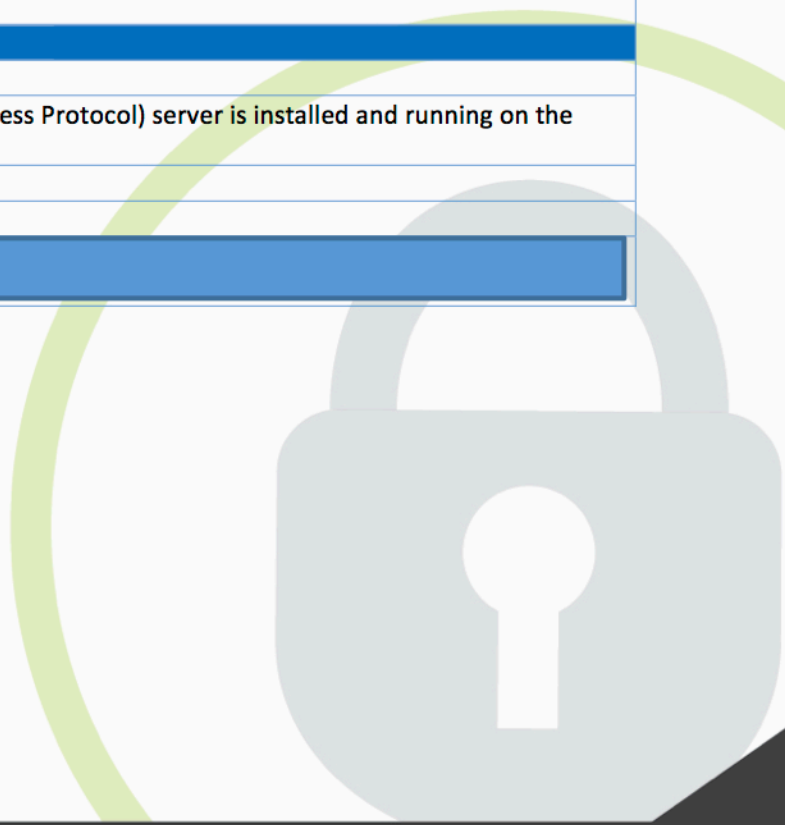 ess Protocol) server is installed and running on the